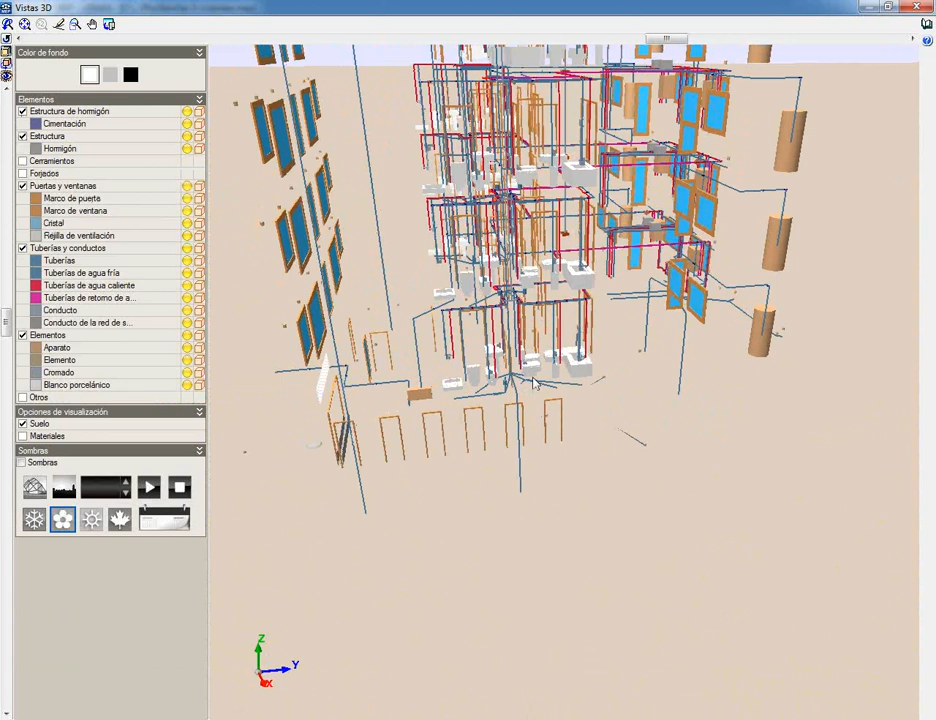 Vistas 3D
Color de fondo
Elementos
Estructura de hormigón
Cimentación
Estructura
Hormigón
Cerramientos
Forjados
Puertas y ventanas
Marco de puerta
Marco de ventana
Cristal
Rejilla de ventilación
Tuberías y conductos
Tuberías
Tuberías de agua fría
Tuberías de agua caliente
Tuberías de retorno de a...
Conducto
Conducto de la red de s...
Elementos
Aparato
Elemento
Cromado
Blanco porcelánico
Otros
Opciones de visualización
Suelo
Materiales
Sombras
Sombras
Z
Y
X